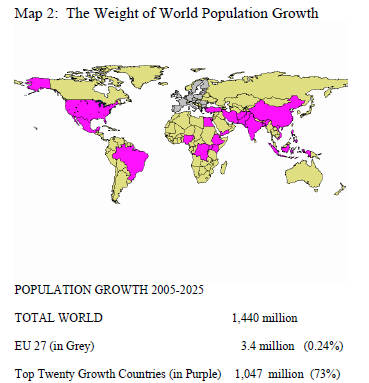 Map 2: The Weight of World Population Growth
POPULATION GROWTH 2005-2025
TOTAL WORLD 1,440 million
EU 27 (in Grey) 3.4 million (0.24%)
Top Twenty Growth Countries (in Purple) 1,047 million (73%)